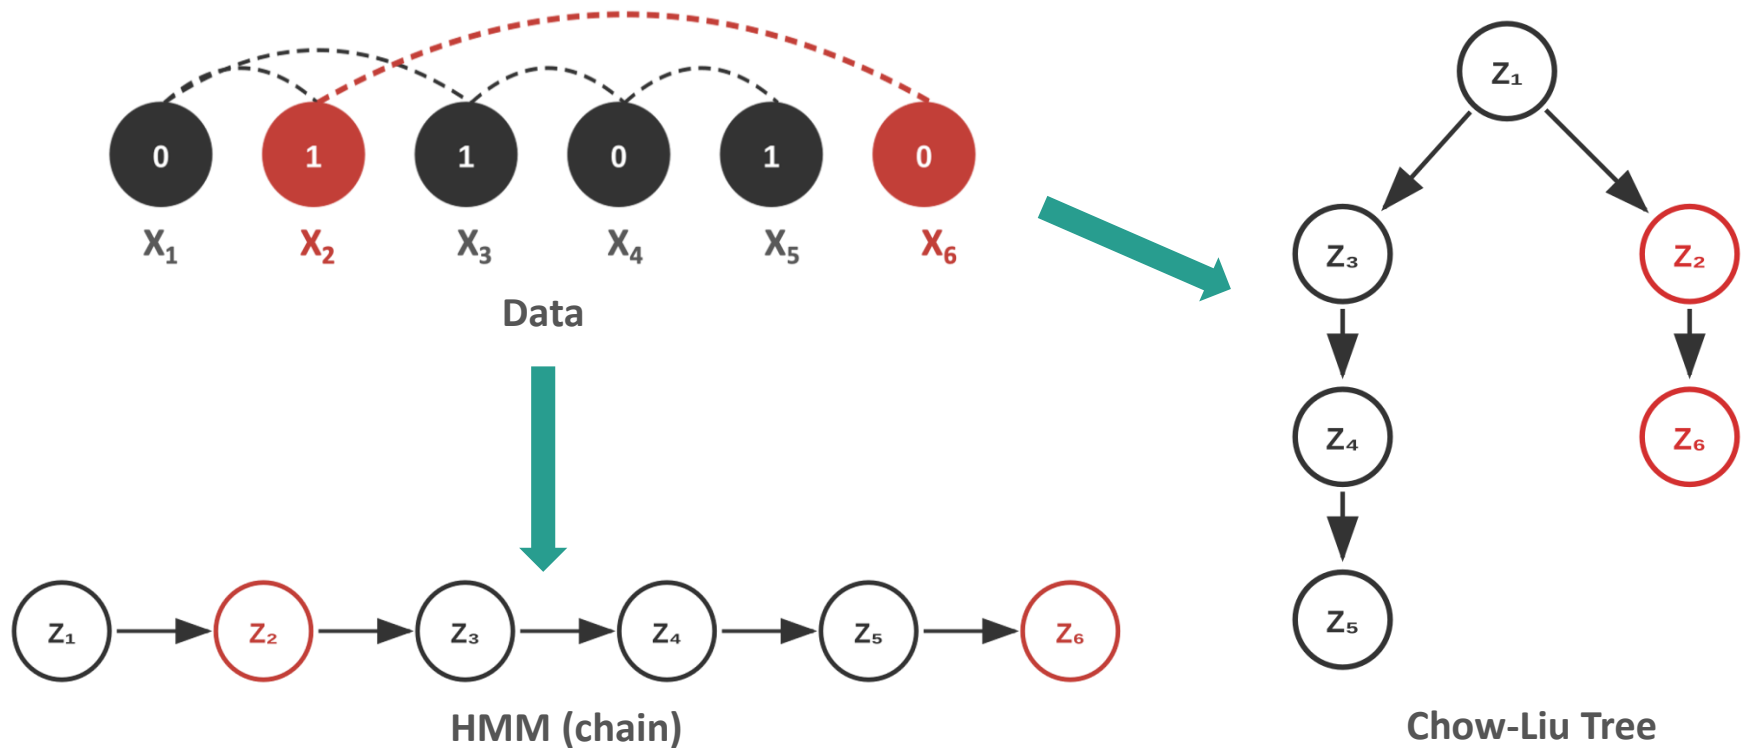 0 1 1 0 1 0
X₁ X₂ X₃ X₄ X₅ X₆
Data
Z₁ Z₂ Z₃ Z₄ Z₅ Z₆
HMM (chain)
Z₁
Z₃ Z₂
Z₄ Z₆
Z₅
Chow-Liu Tree